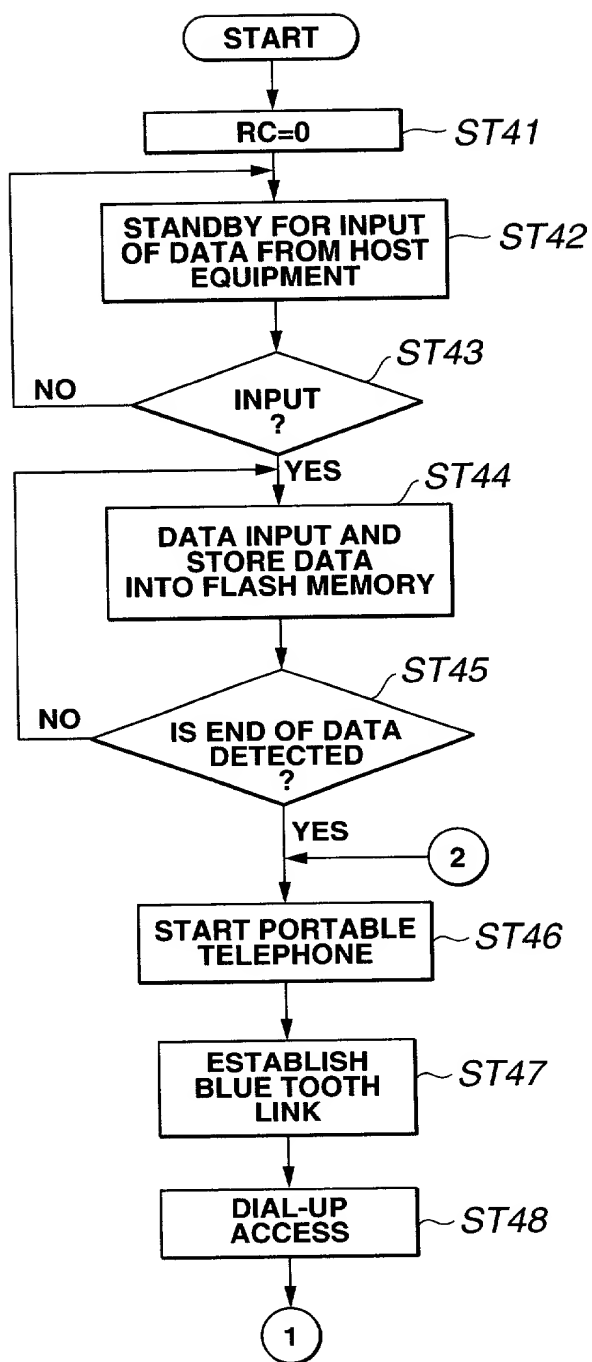 START
RC=0
ST41
STANDBY FOR INPUT
OF DATA FROM HOST
EQUIPMENT
ST42
ST43
NO
INPUT
?
YES
ST44
DATA INPUT AND
STORE DATA
INTO FLASH MEMORY
ST45
NO
IS END OF DATA
DETECTED
?
YES
2
START PORTABLE
TELEPHONE
ST46
ESTABLISH
BLUE TOOTH
LINK
ST47
DIAL-UP
ACCESS
ST48
1